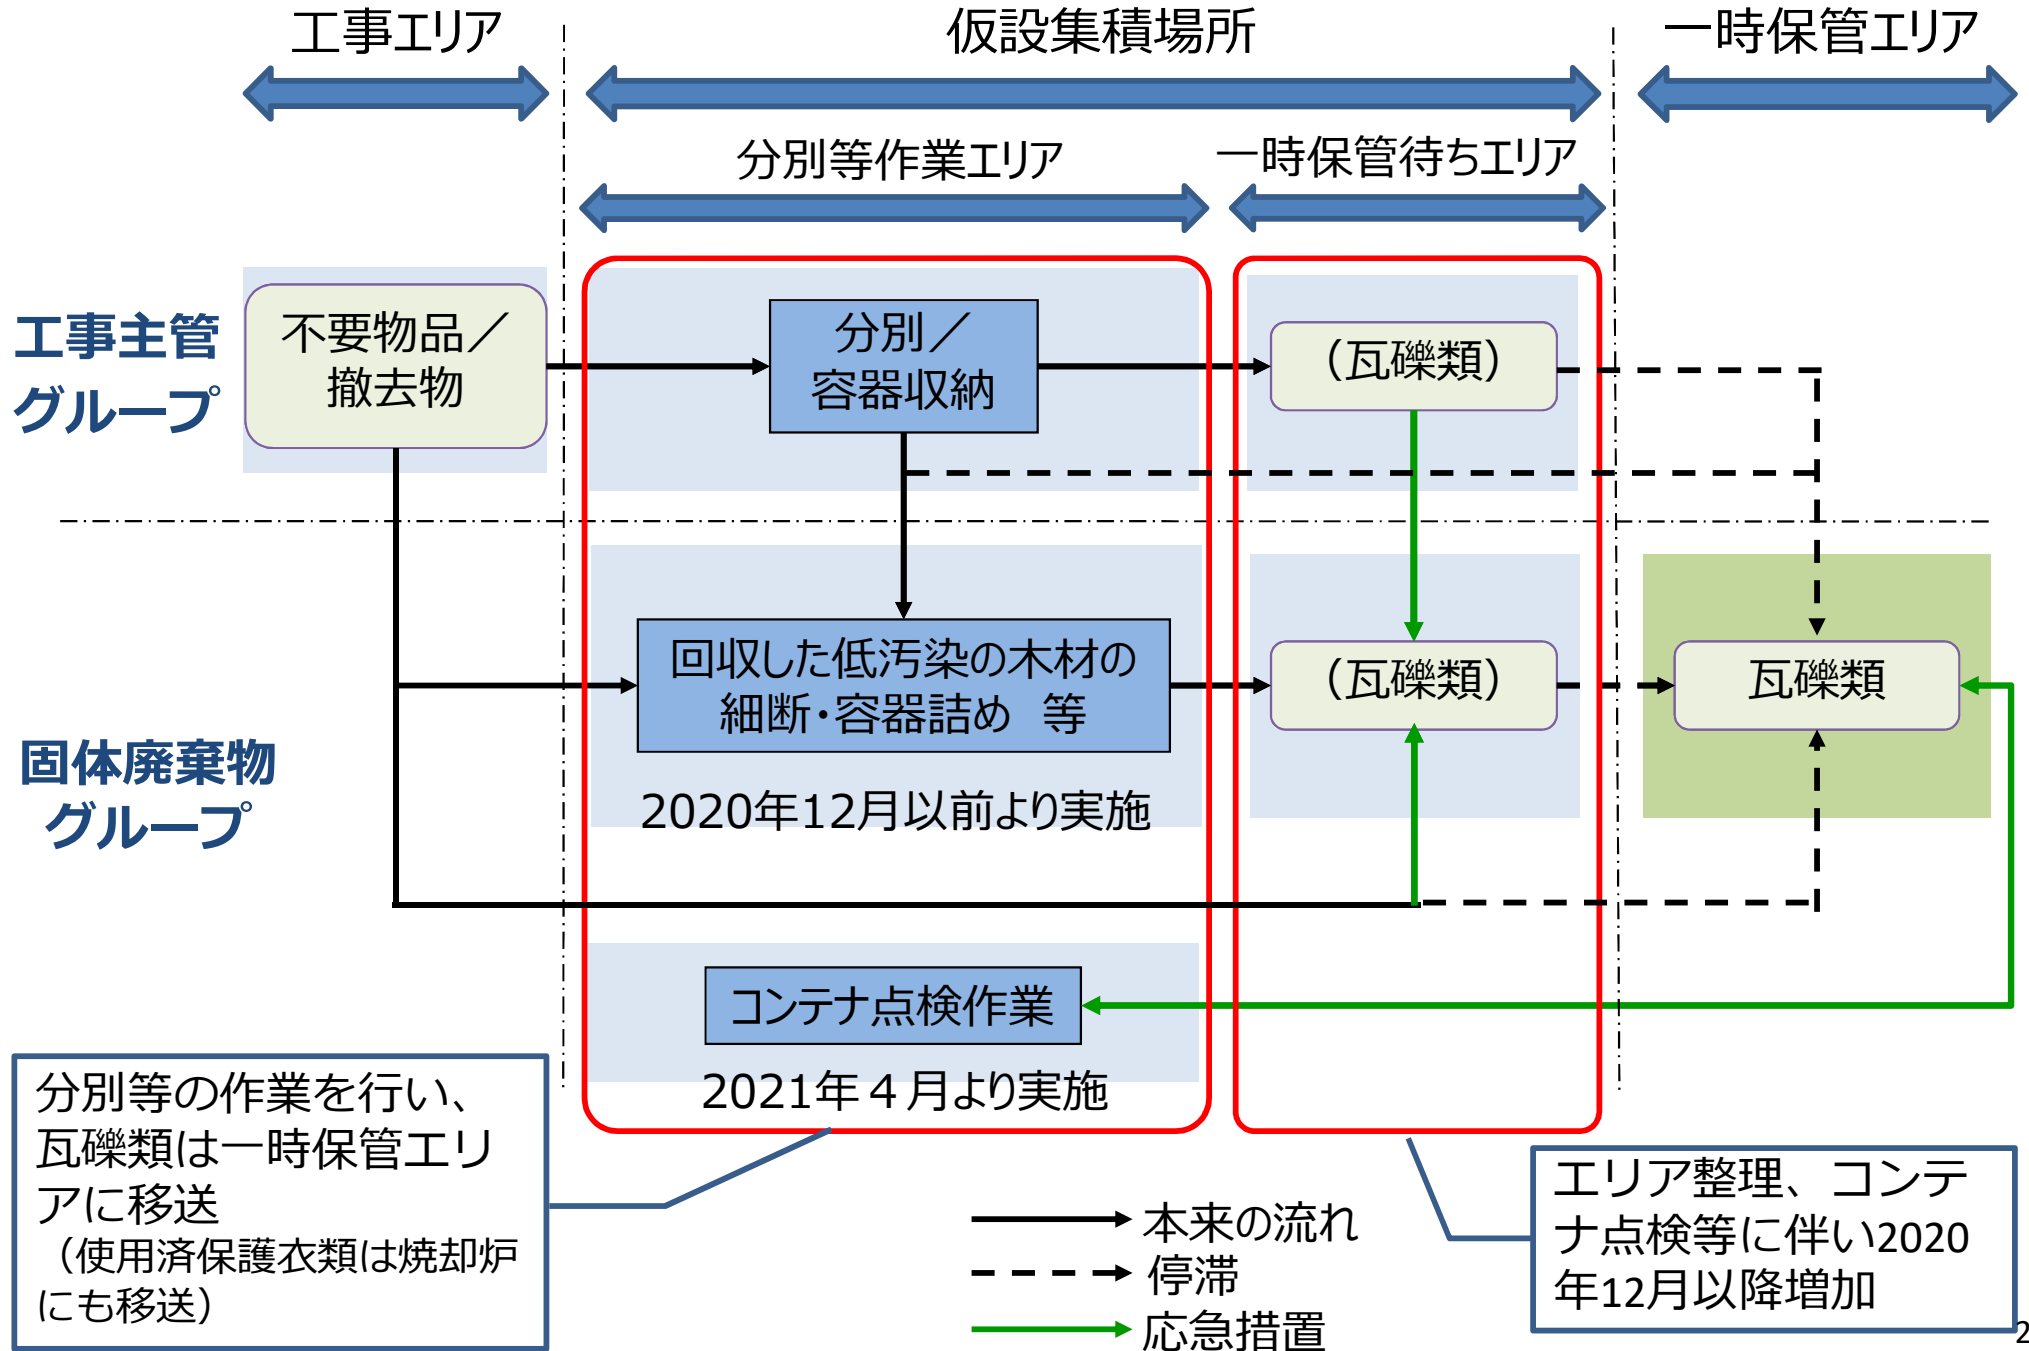 工事エリア
仮設集積場所
一時保管エリア
分別等作業エリア
一時保管待ちエリア
工事主管
グループ
不要物品／
撤去物
分別／
容器収納
（瓦礫類）
固体廃棄物
グループ
回収した低汚染の木材の
細断・容器詰め　等
2020年12月以前より実施
（瓦礫類）
瓦礫類
コンテナ点検作業
2021年４月より実施
分別等の作業を行い、
瓦礫類は一時保管エリ
アに移送
（使用済保護衣類は焼却炉
にも移送）
本来の流れ
停滞
応急措置
エリア整理、コンテ
ナ点検等に伴い2020
年12月以降増加
2